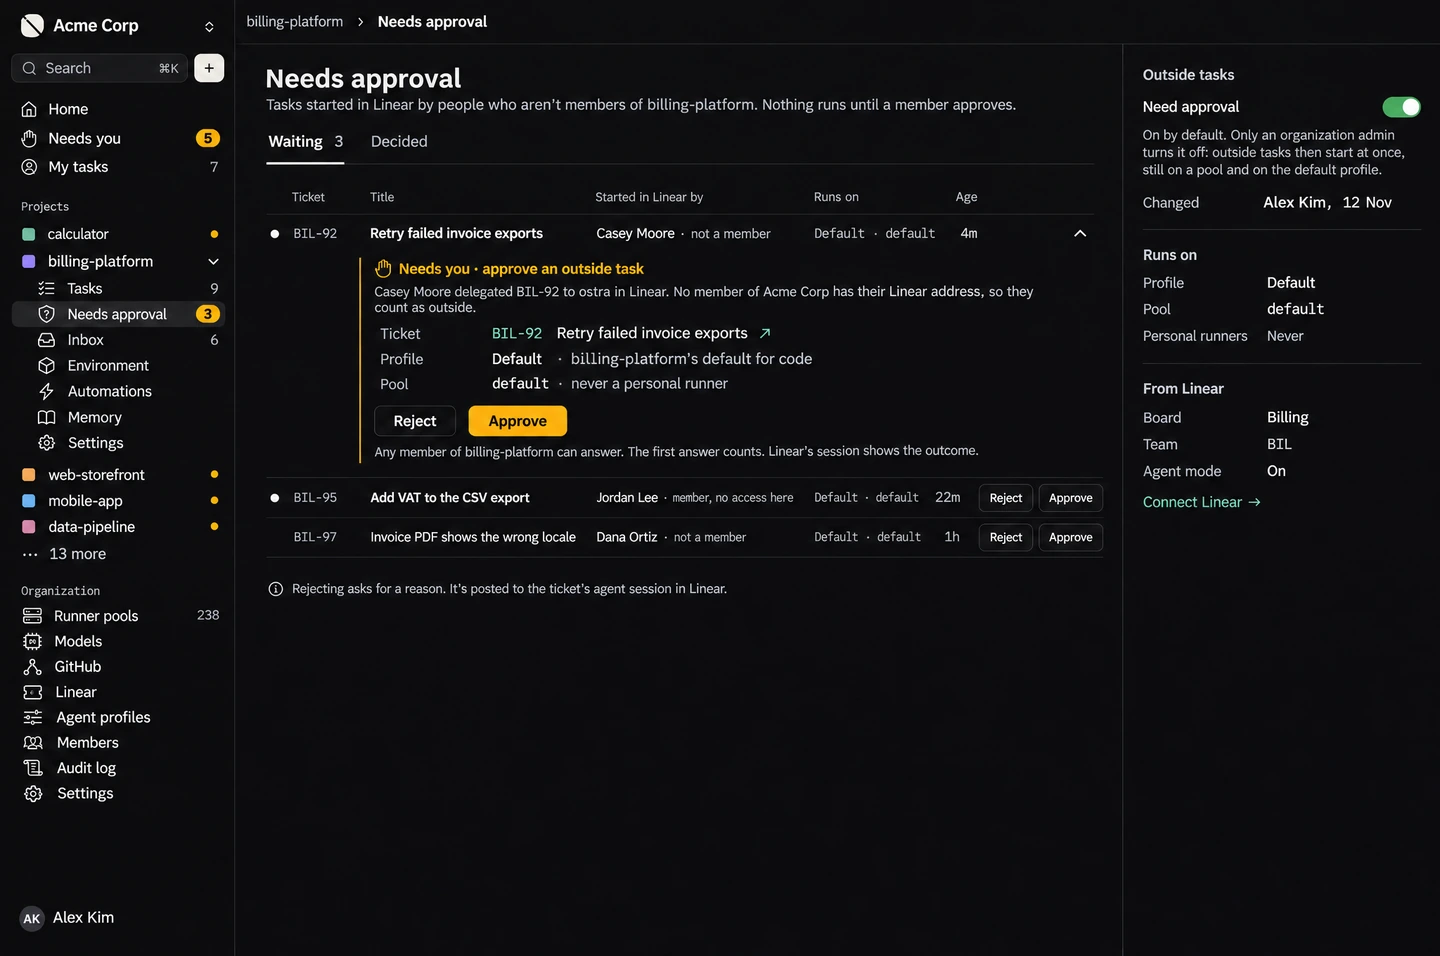 Acme Corp
Search ⌘K +
Home
Needs you 5
My tasks 7
Projects
calculator
billing-platform
Tasks 9
Needs approval 3
Inbox 6
Environment
Automations
Memory
Settings
web-storefront
mobile-app
data-pipeline
··· 13 more
Organization
Runner pools 238
Models
GitHub
Linear
Agent profiles
Members
Audit log
Settings
AK Alex Kim
billing-platform > Needs approval
Needs approval
Tasks started in Linear by people who aren't members of billing-platform. Nothing runs until a member approves.
Waiting 3 Decided
Ticket Title Started in Linear by Runs on Age
BIL-92 Retry failed invoice exports Casey Moore · not a member Default · default 4m
Needs you · approve an outside task
Casey Moore delegated BIL-92 to ostra in Linear. No member of Acme Corp has their Linear address, so they
count as outside.
Ticket BIL-92 Retry failed invoice exports ↗
Profile Default · billing-platform's default for code
Pool default · never a personal runner
Reject Approve
Any member of billing-platform can answer. The first answer counts. Linear's session shows the outcome.
BIL-95 Add VAT to the CSV export Jordan Lee · member, no access here Default · default 22m Reject Approve
BIL-97 Invoice PDF shows the wrong locale Dana Ortiz · not a member Default · default 1h Reject Approve
Rejecting asks for a reason. It's posted to the ticket's agent session in Linear.
Outside tasks
Need approval
On by default. Only an organization admin
turns it off: outside tasks then start at once,
still on a pool and on the default profile.
Changed Alex Kim, 12 Nov
Runs on
Profile Default
Pool default
Personal runners Never
From Linear
Board Billing
Team BIL
Agent mode On
Connect Linear →